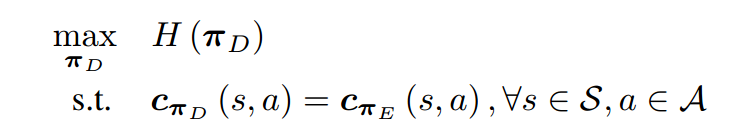 max H (π_D)
π_D
s.t. c_{π_D} (s, a) = c_{π_E} (s, a) , ∀s ∈ 𝒮, a ∈ 𝒜